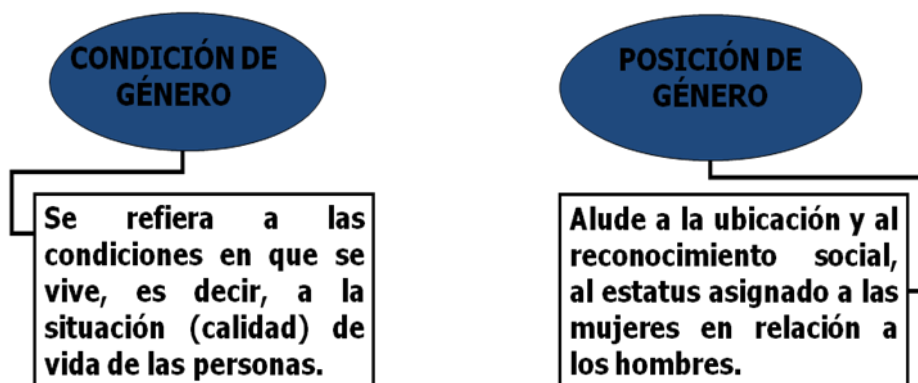 CONDICIÓN DE
GÉNERO
Se refiera a las
condiciones en que se
vive, es decir, a la
situación (calidad) de
vida de las personas.
POSICIÓN DE
GÉNERO
Alude a la ubicación y al
reconocimiento social,
al estatus asignado a las
mujeres en relación a
los hombres.